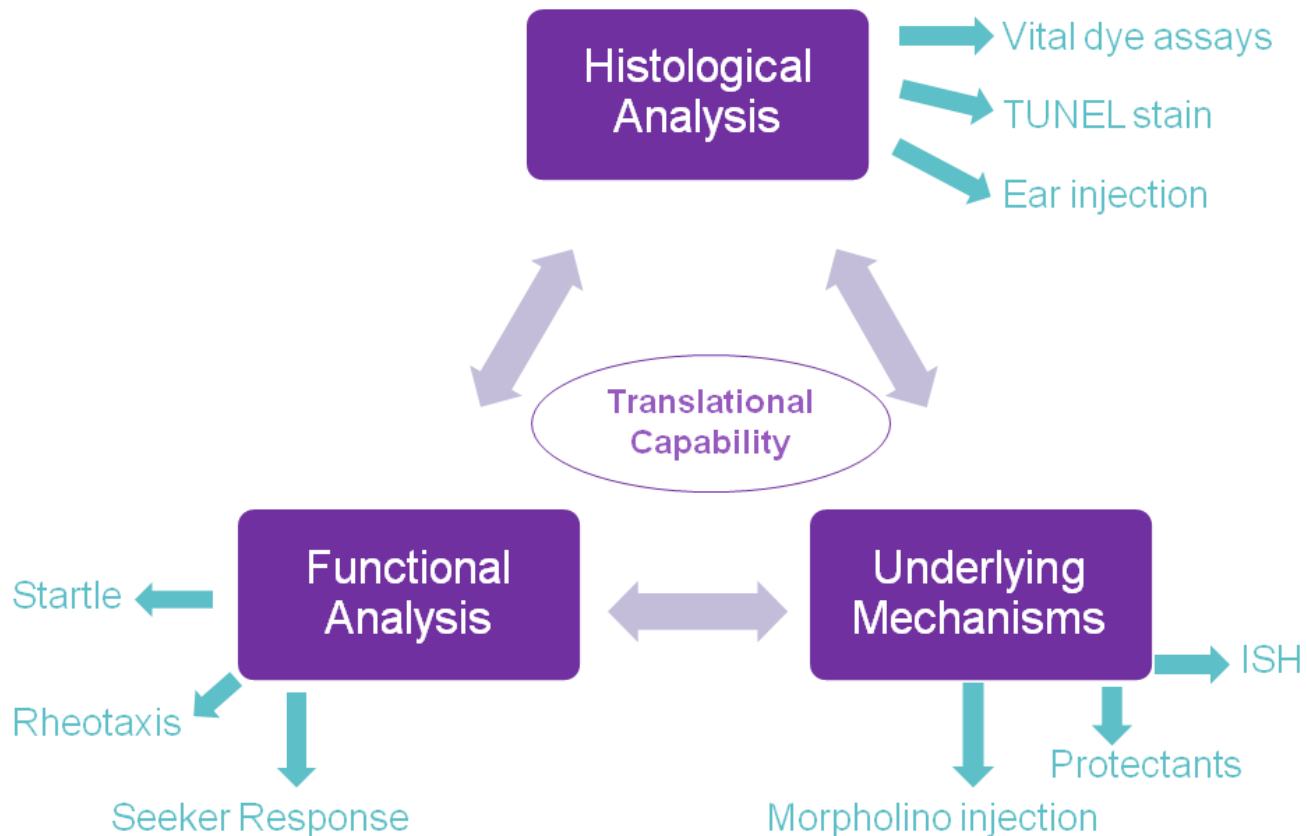 Histological
Analysis
Vital dye assays
TUNEL stain
Ear injection
Translational
Capability
Functional
Analysis
Underlying
Mechanisms
Startle
Rheotaxis
Seeker Response
ISH
Protectants
Morpholino injection